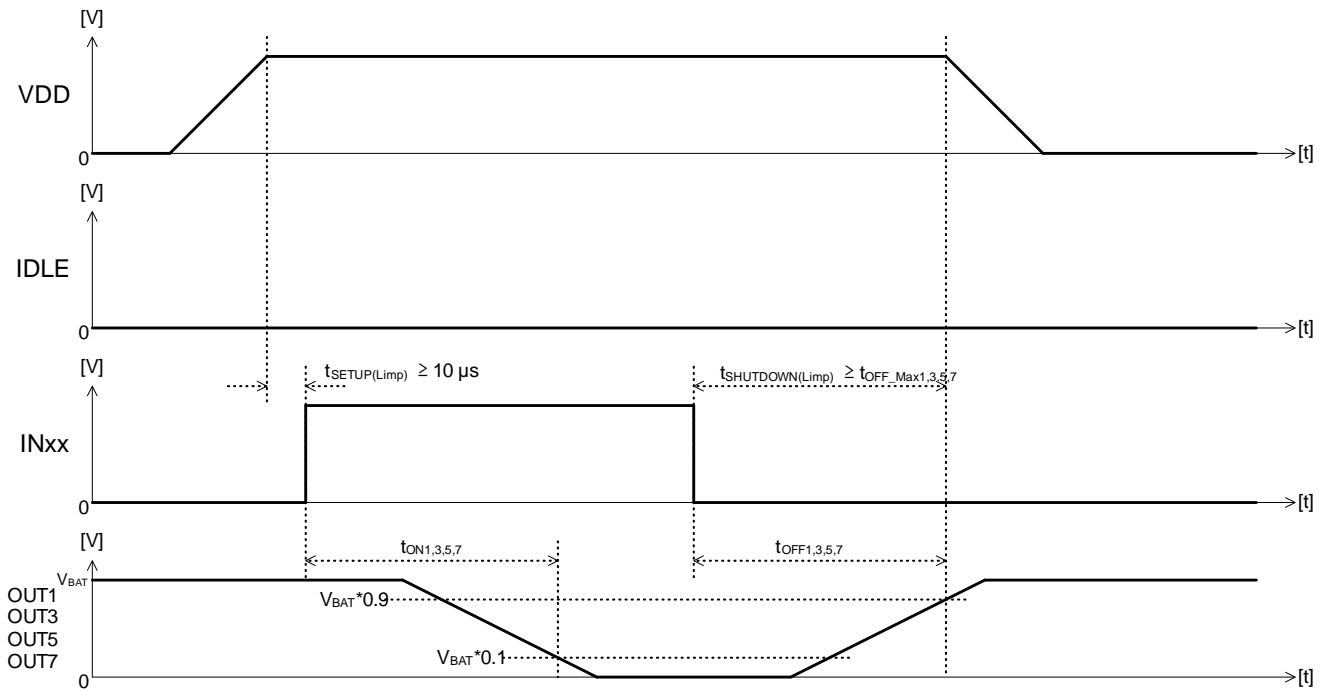 [V]
VDD
0
[t]
[V]
IDLE
0
[t]
[V]
tSETUP(Limp) ≥ 10 µs
tSHUTDOWN(Limp) ≥ tOFF_Max1,3,5,7
INxx
0
[t]
[V]
tON1,3,5,7
tOFF1,3,5,7
VBAT
OUT1
VBAT*0.9
OUT3
OUT5
OUT7
VBAT*0.1
0
[t]